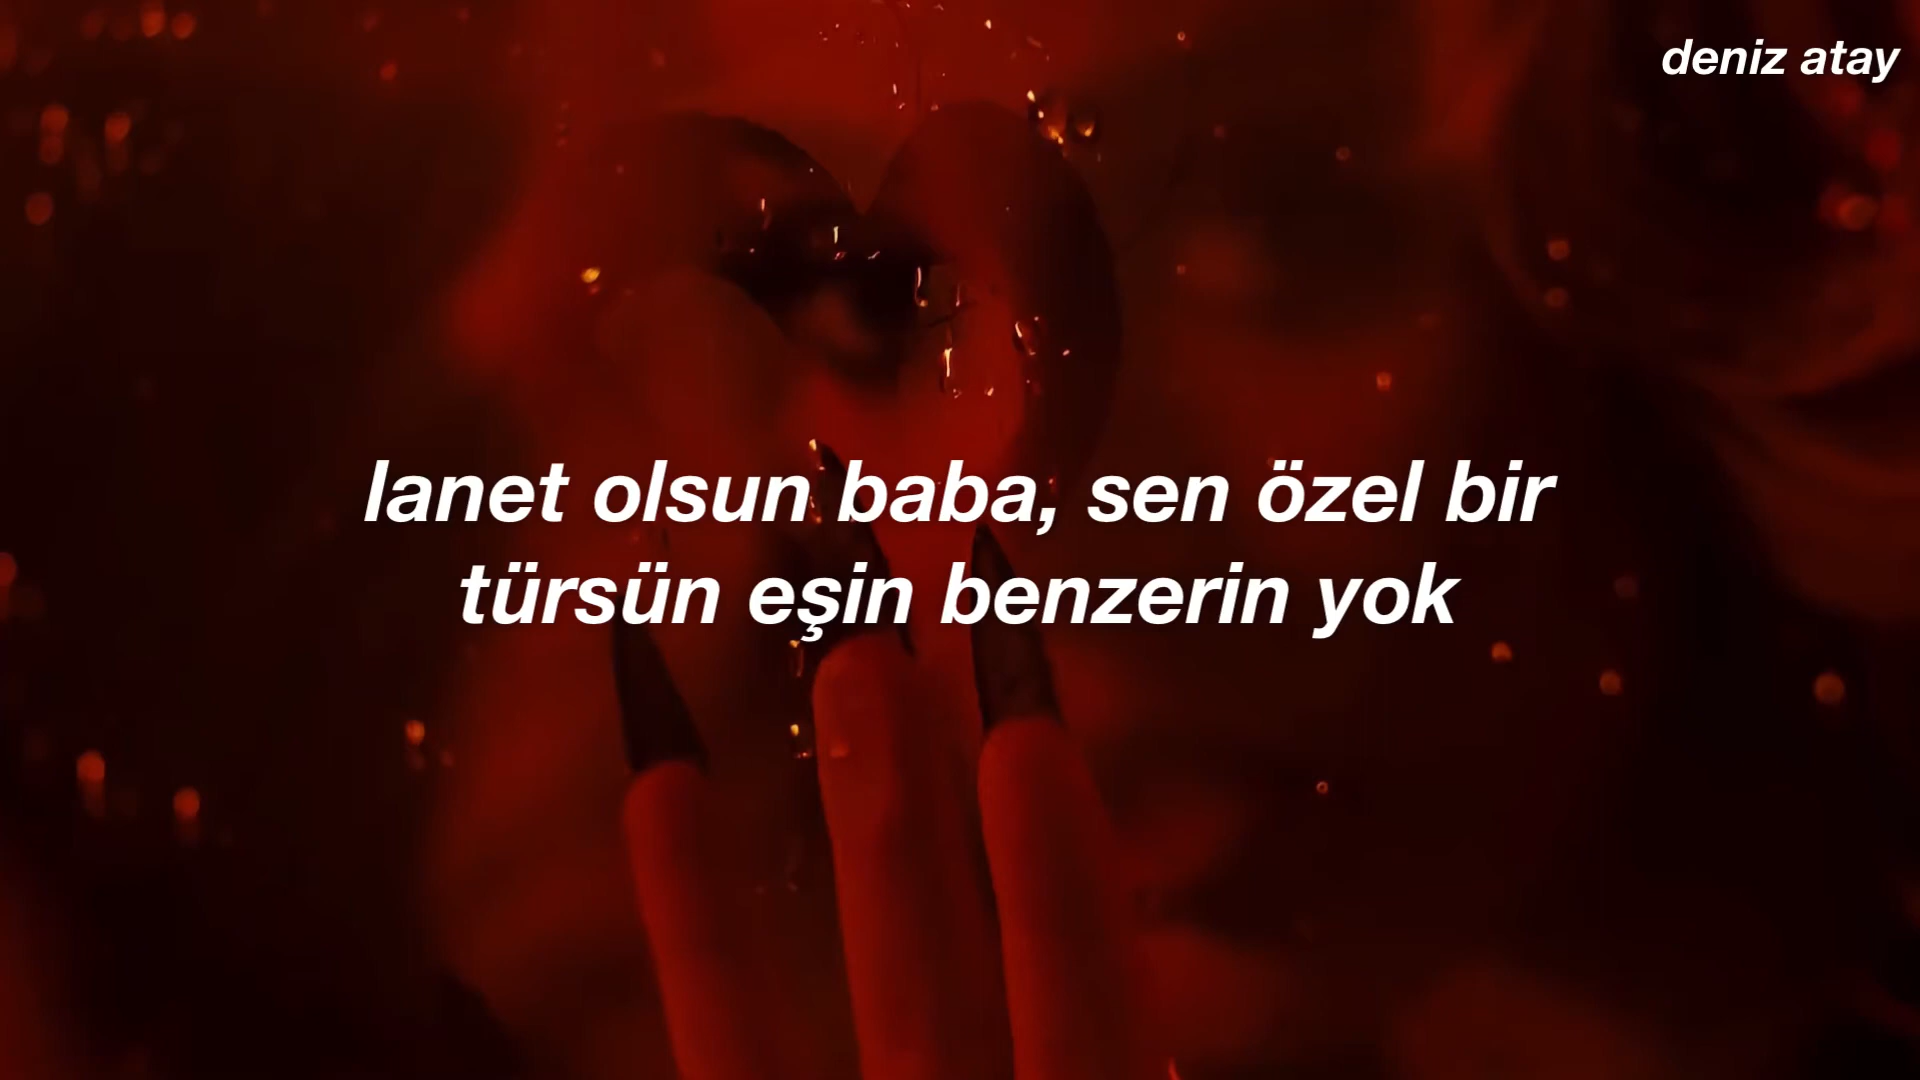 deniz atay
lanet olsun baba, sen özel bir
türsün eşin benzerin yok